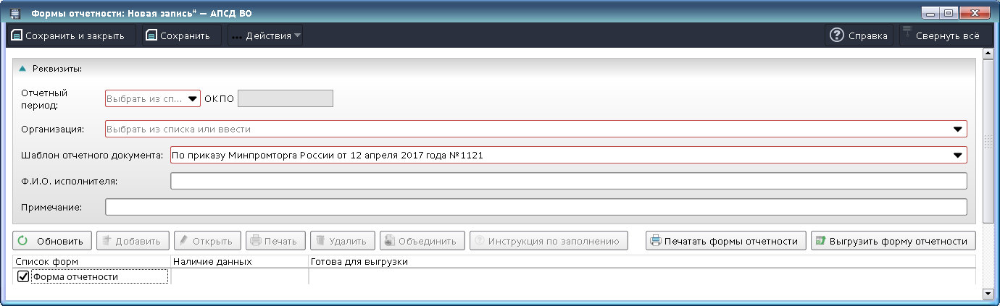 Формы отчетности: Новая запись* — АПСД ВО
Сохранить и закрыть Сохранить ... Действия Справка Свернуть всё
Реквизиты:
Отчетный период: Выбрать из сп... ОКПО
Организация: Выбрать из списка или ввести
Шаблон отчетного документа: По приказу Минпромторга России от 12 апреля 2017 года №1121
Ф.И.О. исполнителя:
Примечание:
Обновить Добавить Открыть Печать Удалить Объединить Инструкция по заполнению Печатать формы отчетности Выгрузить форму отчетности
Список форм Наличие данных Готова для выгрузки
Форма отчетности